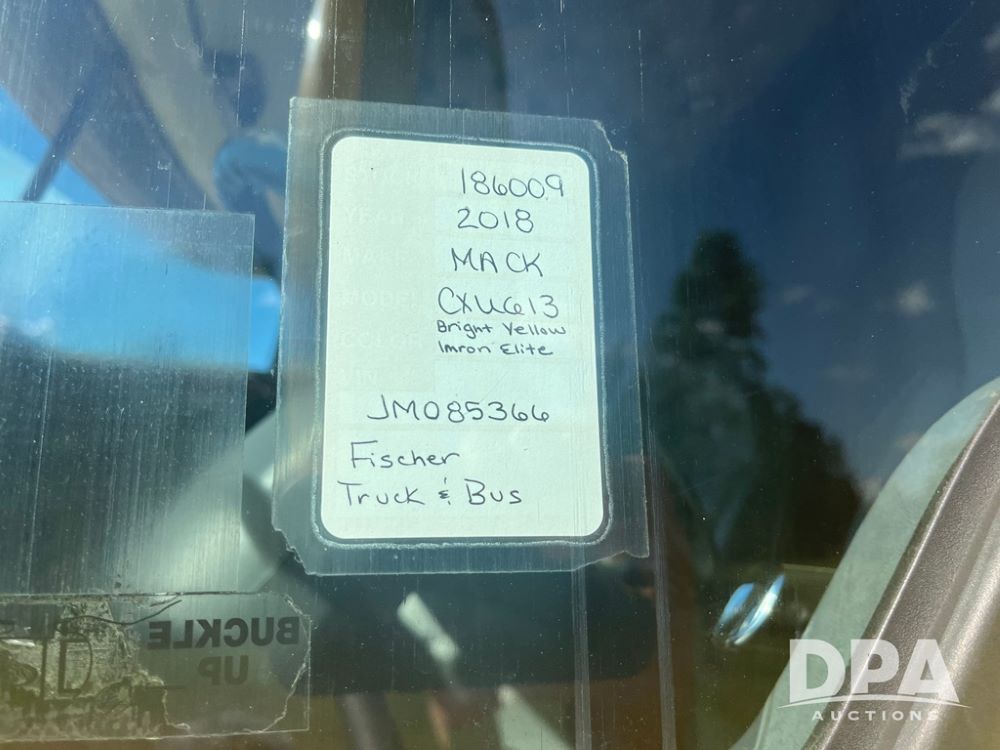 186009
2018
MACK
CXU613
Bright Yellow
Imron Elite
JM085366
Fischer
Truck & Bus
BUCKLE
UP
DPA
AUCTIONS